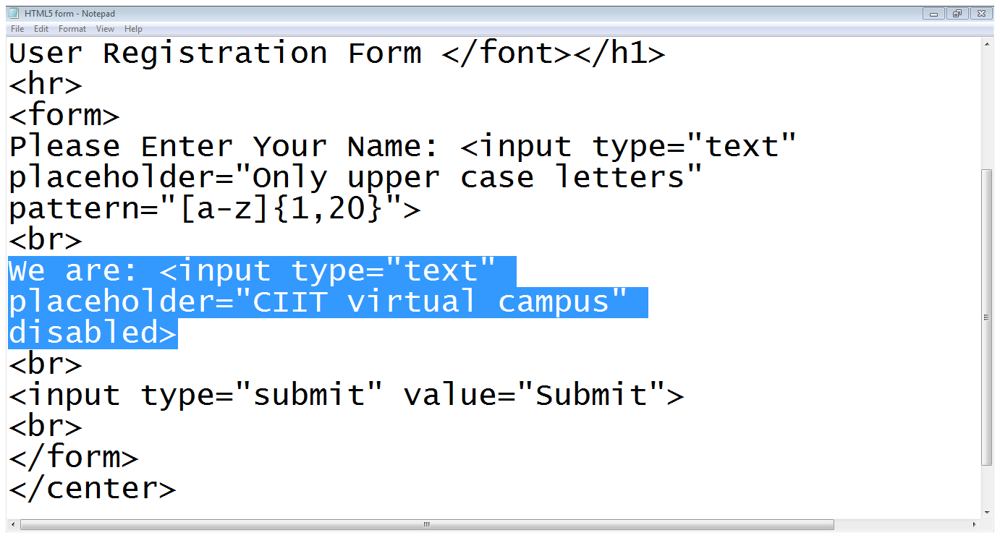 HTML5 form - Notepad
File Edit Format View Help
User Registration Form </font></h1>
<hr>
<form>
Please Enter Your Name: <input type="text"
placeholder="Only upper case letters"
pattern="[a-z]{1,20}">
<br>
We are: <input type="text"
placeholder="CIIT virtual campus"
disabled>
<br>
<input type="submit" value="Submit">
<br>
</form>
</center>